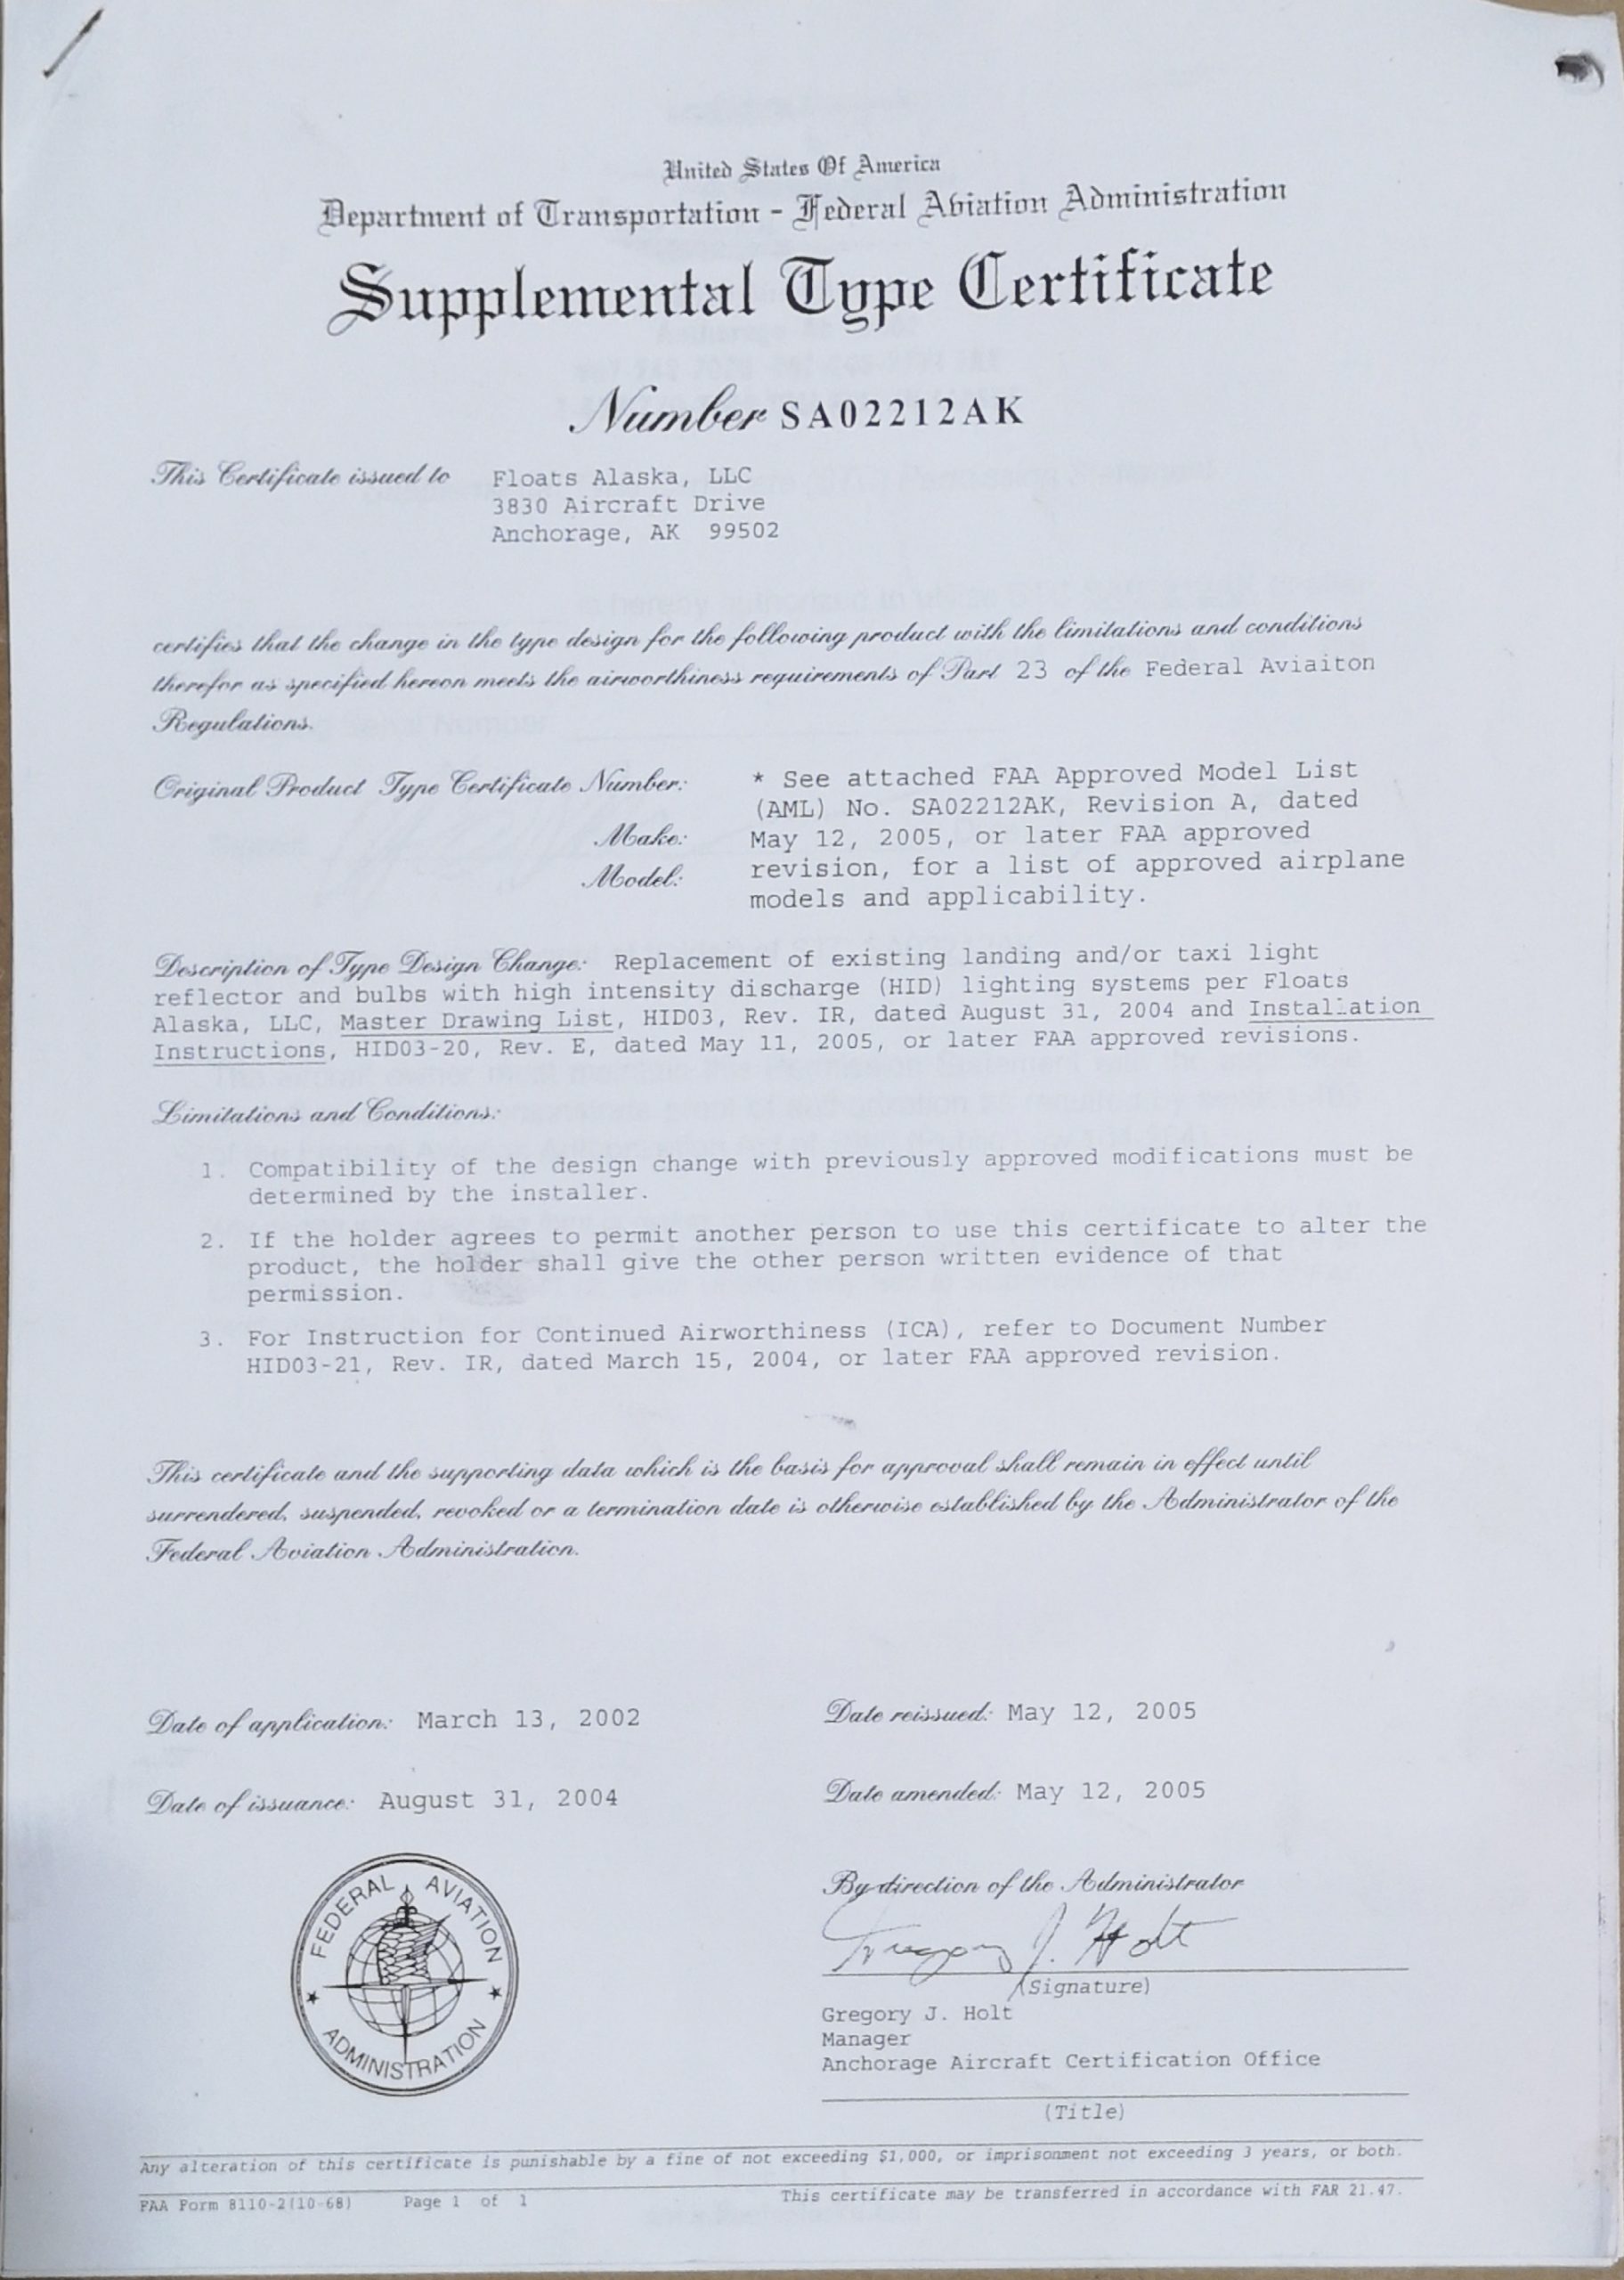 United States Of America
Department of Transportation - Federal Aviation Administration
Supplemental Type Certificate
Number SA02212AK
This Certificate issued to Floats Alaska, LLC
3830 Aircraft Drive
Anchorage, AK 99502
certifies that the change in the type design for the following product with the limitations and conditions
therefor as specified hereon meets the airworthiness requirements of Part 23 of the Federal Aviaiton
Regulations.
Original Product Type Certificate Number: * See attached FAA Approved Model List
(AML) No. SA02212AK, Revision A, dated
Make: May 12, 2005, or later FAA approved
Model: revision, for a list of approved airplane
models and applicability.
Description of Type Design Change: Replacement of existing landing and/or taxi light
reflector and bulbs with high intensity discharge (HID) lighting systems per Floats
Alaska, LLC, Master Drawing List, HID03, Rev. IR, dated August 31, 2004 and Installation
Instructions, HID03-20, Rev. E, dated May 11, 2005, or later FAA approved revisions.
Limitations and Conditions:
1. Compatibility of the design change with previously approved modifications must be
determined by the installer.
2. If the holder agrees to permit another person to use this certificate to alter the
product, the holder shall give the other person written evidence of that
permission.
3. For Instruction for Continued Airworthiness (ICA), refer to Document Number
HID03-21, Rev. IR, dated March 15, 2004, or later FAA approved revision.
This certificate and the supporting data which is the basis for approval shall remain in effect until
surrendered, suspended, revoked or a termination date is otherwise established by the Administrator of the
Federal Aviation Administration.
Date of application: March 13, 2002 Date reissued: May 12, 2005
Date of issuance: August 31, 2004 Date amended: May 12, 2005
FEDERAL AVIATION
ADMINISTRATION
By direction of the Administrator
Gregory J. Holt
(Signature)
Gregory J. Holt
Manager
Anchorage Aircraft Certification Office
(Title)
Any alteration of this certificate is punishable by a fine of not exceeding $1,000, or imprisonment not exceeding 3 years, or both.
FAA Form 8110-2(10-68) Page 1 of 1 This certificate may be transferred in accordance with FAR 21.47.